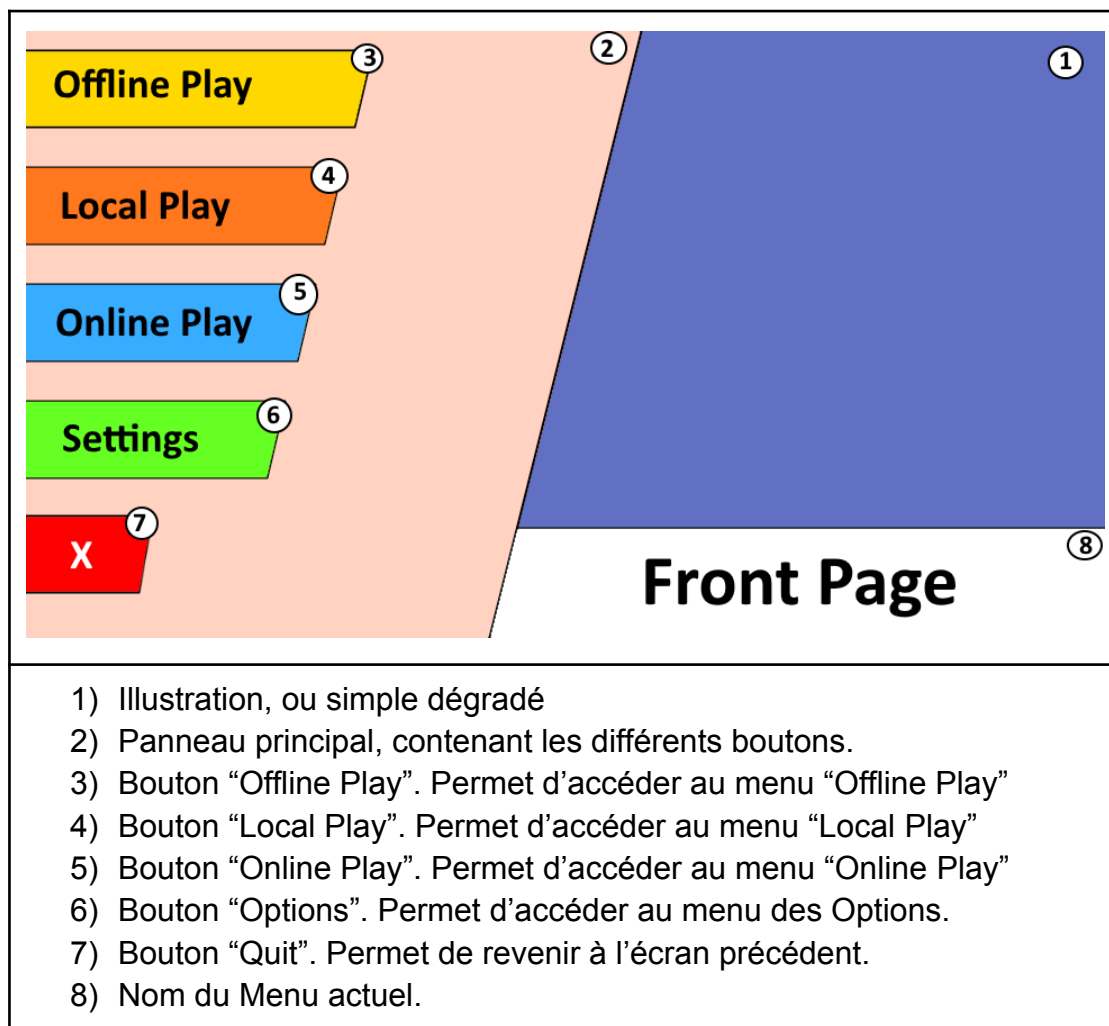 3
2
1
Offline Play
4
Local Play
5
Online Play
6
Settings
7
X
8
Front Page
1) Illustration, ou simple dégradé
2) Panneau principal, contenant les différents boutons.
3) Bouton “Offline Play”. Permet d’accéder au menu “Offline Play”
4) Bouton “Local Play”. Permet d’accéder au menu “Local Play”
5) Bouton “Online Play”. Permet d’accéder au menu “Online Play”
6) Bouton “Options”. Permet d’accéder au menu des Options.
7) Bouton “Quit”. Permet de revenir à l’écran précédent.
8) Nom du Menu actuel.